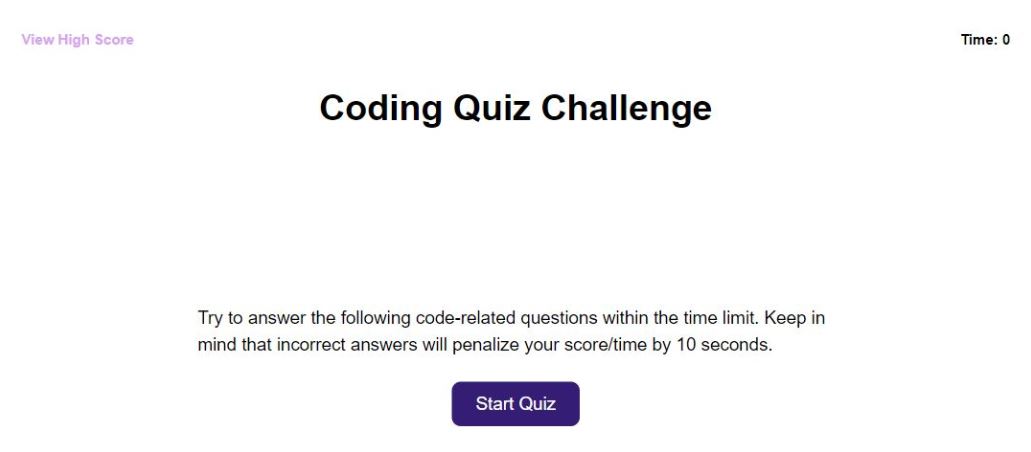 View High Score
Time: 0
Coding Quiz Challenge
Try to answer the following code-related questions within the time limit. Keep in
mind that incorrect answers will penalize your score/time by 10 seconds.
Start Quiz